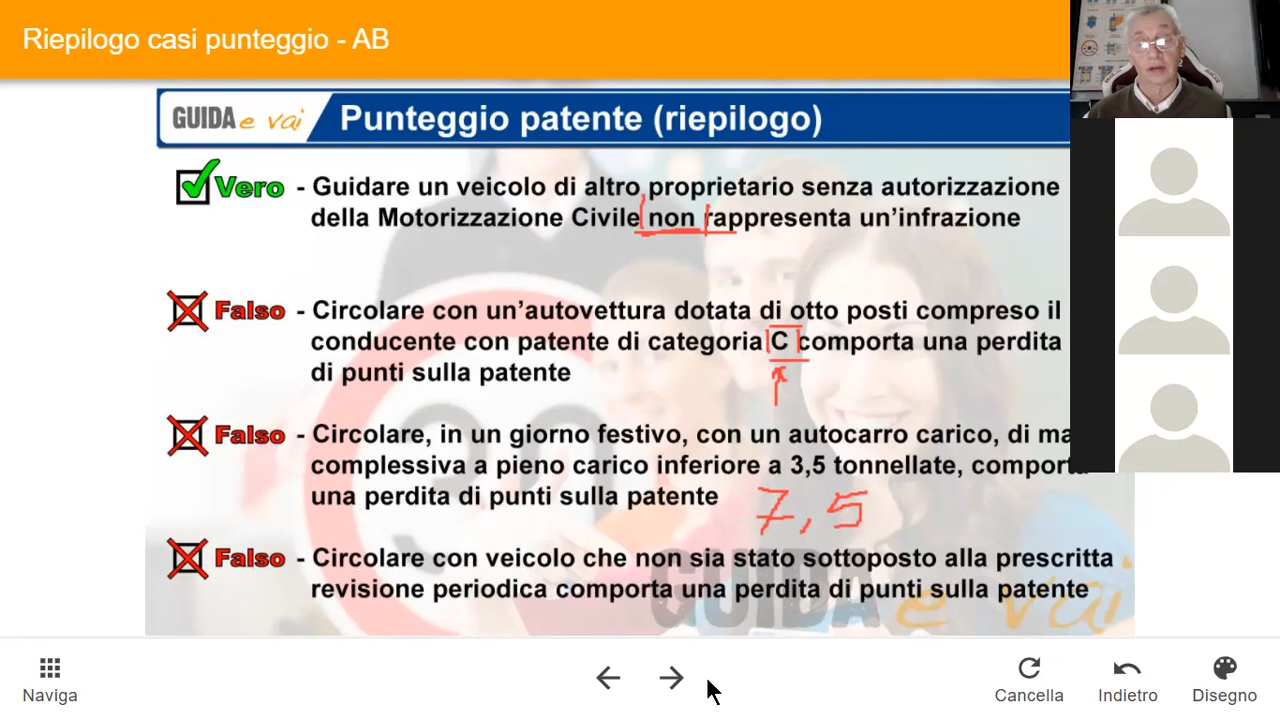 Riepilogo casi punteggio - AB
GUIDA e vai
Punteggio patente (riepilogo)
Vero - Guidare un veicolo di altro proprietario senza autorizzazione
della Motorizzazione Civile non rappresenta un'infrazione
Falso - Circolare con un'autovettura dotata di otto posti compreso il
conducente con patente di categoria C comporta una perdita
di punti sulla patente
Falso - Circolare, in un giorno festivo, con un autocarro carico, di ma
complessiva a pieno carico inferiore a 3,5 tonnellate, comporta
una perdita di punti sulla patente
7,5
Falso - Circolare con veicolo che non sia stato sottoposto alla prescritta
revisione periodica comporta una perdita di punti sulla patente
30
GUIDA e vai
Naviga
Cancella
Indietro
Disegno